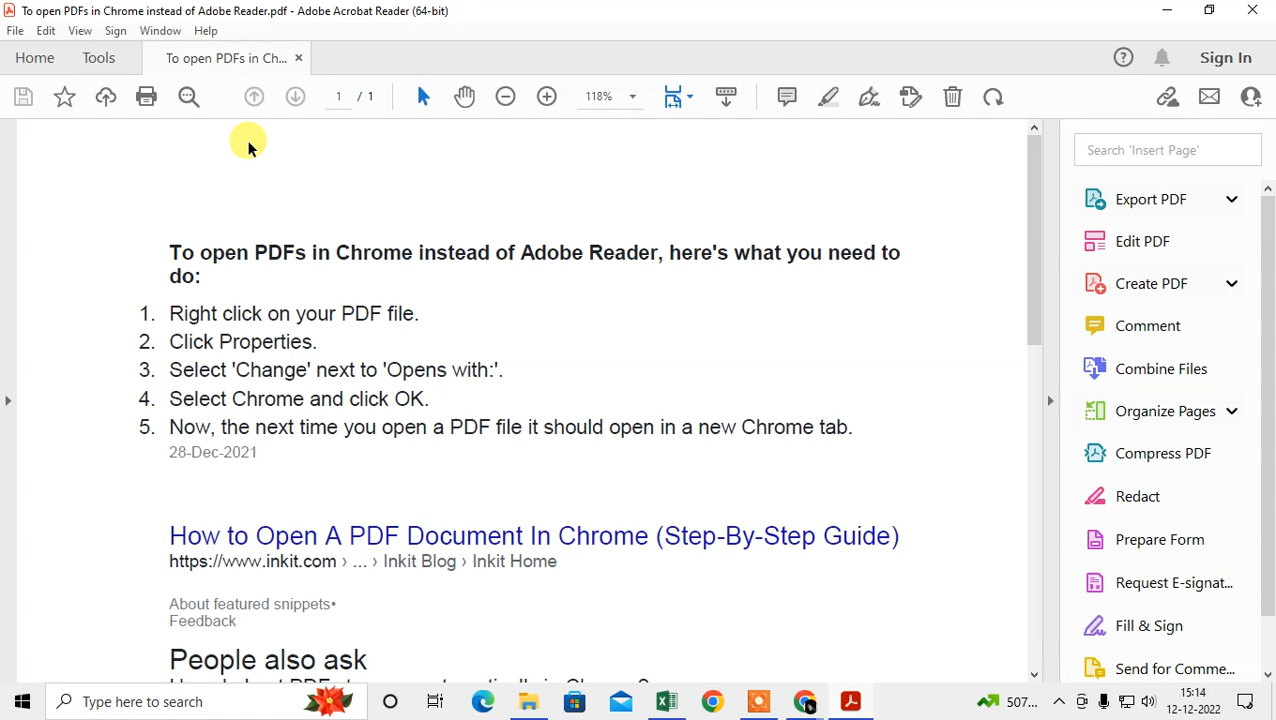 To open PDFs in Chrome instead of Adobe Reader.pdf - Adobe Acrobat Reader (64-bit)
File Edit View Sign Window Help
Home Tools To open PDFs in Ch... × Sign In
1 / 1 118%
Search 'Insert Page'
Export PDF
Edit PDF
Create PDF
Comment
Combine Files
Organize Pages
Compress PDF
Redact
Prepare Form
Request E-signat...
Fill & Sign
Send for Comme...
To open PDFs in Chrome instead of Adobe Reader, here's what you need to
do:
1. Right click on your PDF file.
2. Click Properties.
3. Select 'Change' next to 'Opens with:'.
4. Select Chrome and click OK.
5. Now, the next time you open a PDF file it should open in a new Chrome tab.
28-Dec-2021
How to Open A PDF Document In Chrome (Step-By-Step Guide)
https://www.inkit.com › ... › Inkit Blog › Inkit Home
About featured snippets•
Feedback
People also ask
Type here to search
507...
15:14
12-12-2022